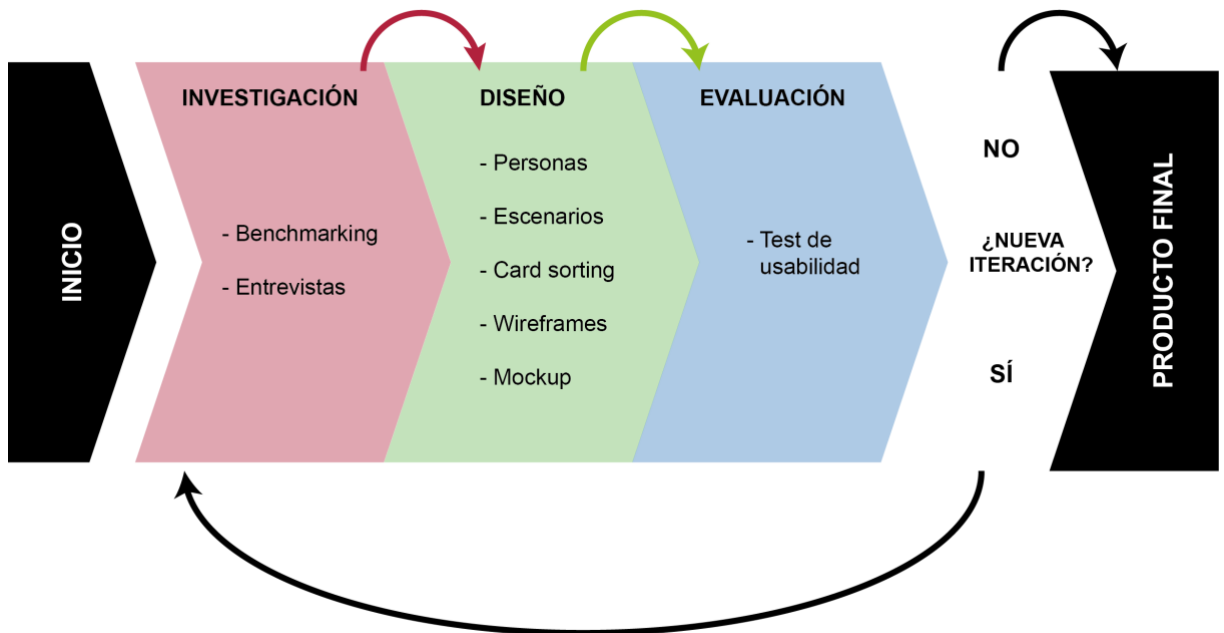 INICIO
INVESTIGACIÓN
- Benchmarking
- Entrevistas
DISEÑO
- Personas
- Escenarios
- Card sorting
- Wireframes
- Mockup
EVALUACIÓN
- Test de
usabilidad
NO
¿NUEVA
ITERACIÓN?
SÍ
PRODUCTO FINAL